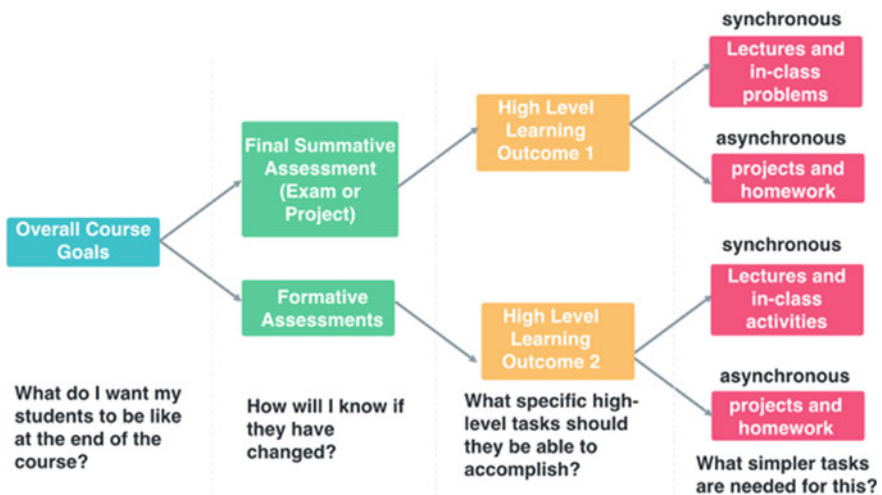 synchronous
Lectures and
in-class
problems
High Level
Learning
Outcome 1
Final Summative
Assessment
(Exam or
Project)
asynchronous
projects and
homework
Overall Course
Goals
synchronous
Lectures and
in-class
activities
Formative
Assessments
High Level
Learning
Outcome 2
asynchronous
projects and
homework
What do I want my
students to be like
at the end of the
course?
How will I know if
they have
changed?
What specific high-
level tasks should
they be able to
accomplish?
What simpler tasks
are needed for this?